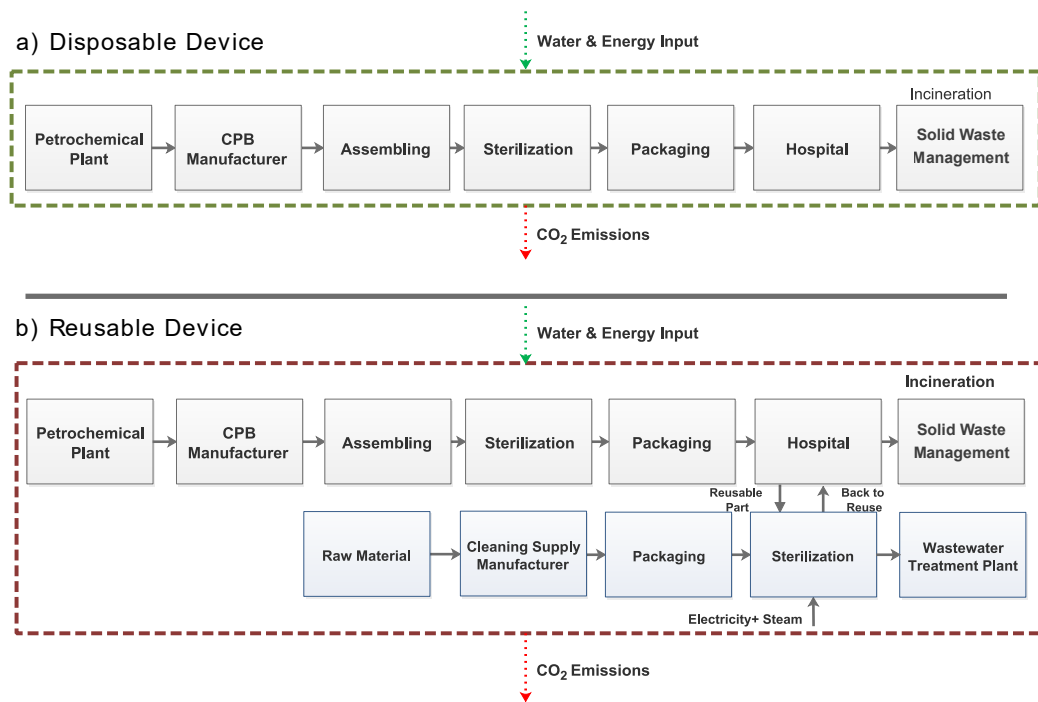 a) Disposable Device
Water & Energy Input
Incineration
Petrochemical
Plant
CPB
Manufacturer
Assembling
Sterilization
Packaging
Hospital
Solid Waste
Management
CO₂ Emissions
b) Reusable Device
Water & Energy Input
Incineration
Petrochemical
Plant
CPB
Manufacturer
Assembling
Sterilization
Packaging
Hospital
Solid Waste
Management
Reusable
Part
Back to
Reuse
Raw Material
Cleaning Supply
Manufacturer
Packaging
Sterilization
Wastewater
Treatment Plant
Electricity+ Steam
CO₂ Emissions